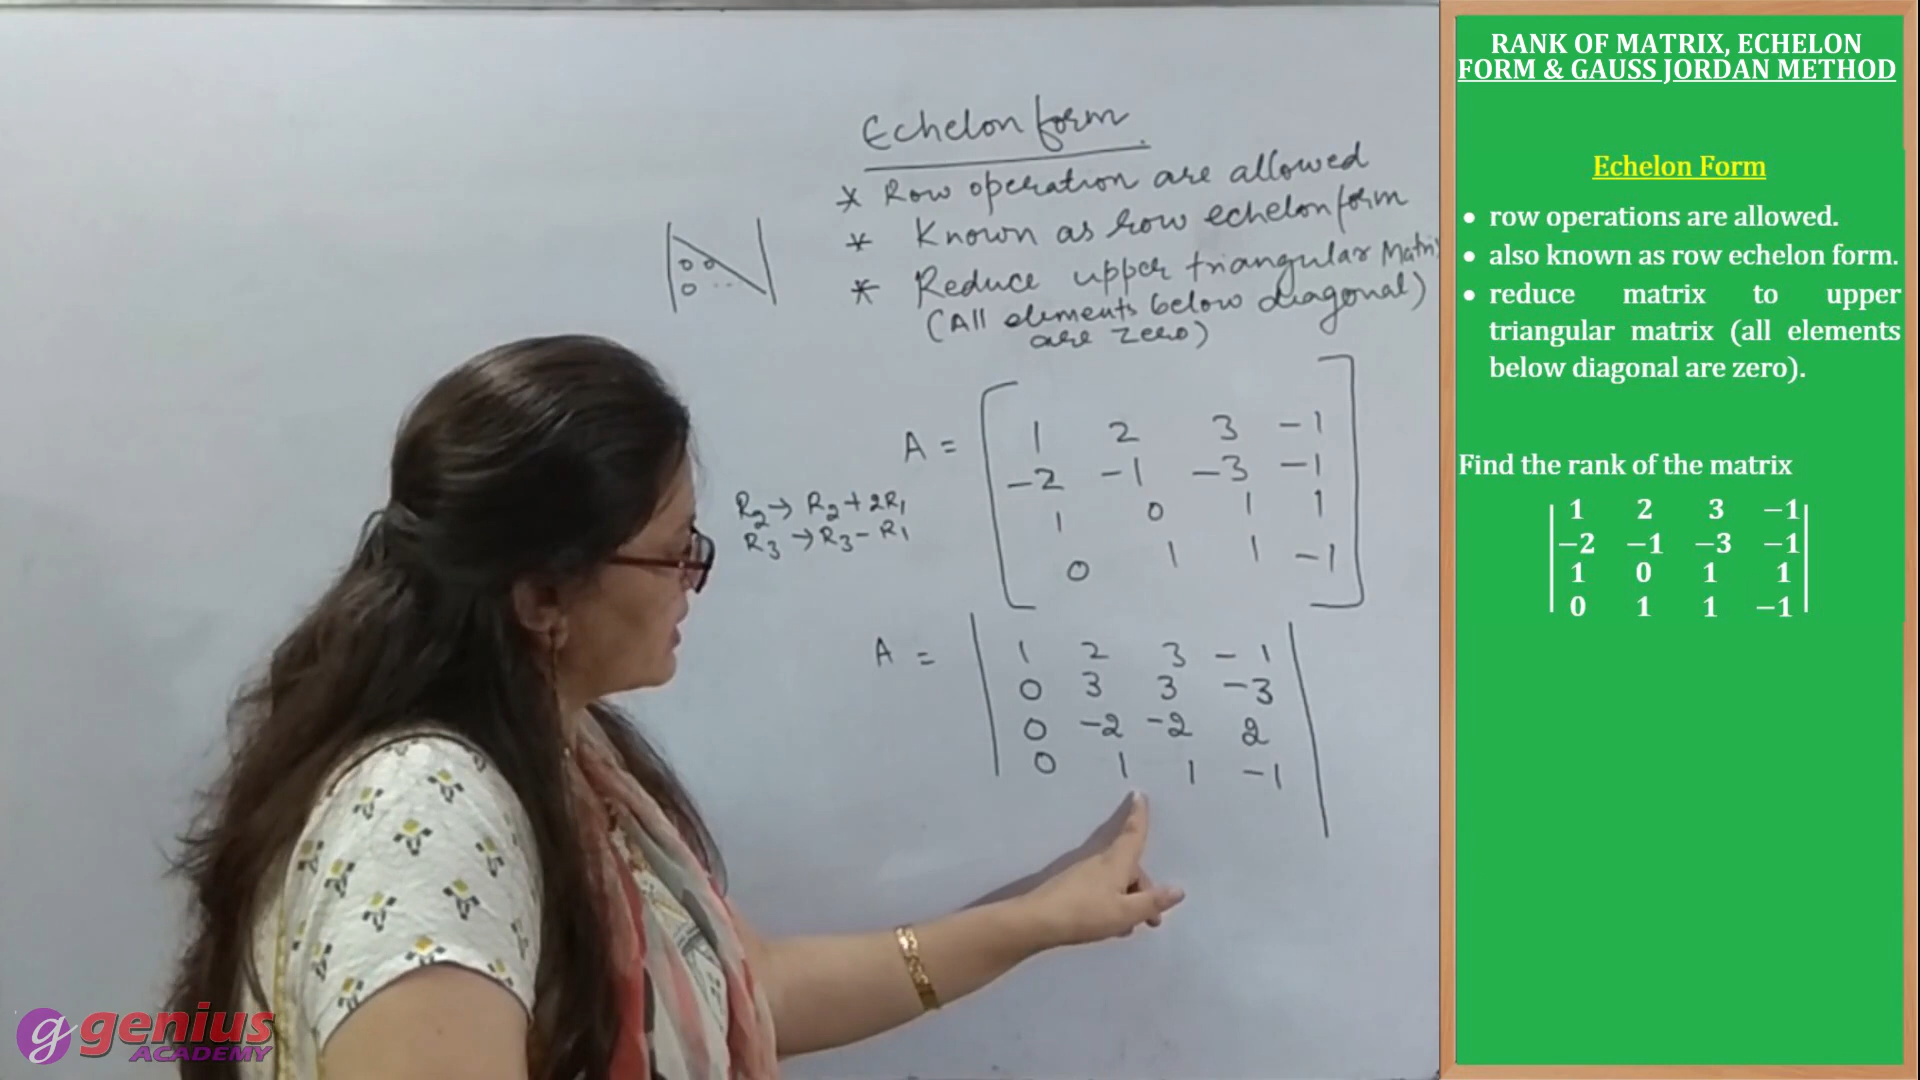 Echelon form
* Row operation are allowed
* Known as row echelon form
* Reduce upper triangular Matri
(All elements below diagonal)
are zero)
0 0
0 ...
A = [ 1 2 3 -1
-2 -1 -3 -1
1 0 1 1
0 1 1 -1 ]
R2 → R2 + 2R1
R3 → R3 - R1
A = | 1 2 3 -1
0 3 3 -3
0 -2 -2 2
0 1 1 -1 |
RANK OF MATRIX, ECHELON
FORM & GAUSS JORDAN METHOD
Echelon Form
• row operations are allowed.
• also known as row echelon form.
• reduce matrix to upper
triangular matrix (all elements
below diagonal are zero).
Find the rank of the matrix
| 1 2 3 −1 |
| −2 −1 −3 −1 |
| 1 0 1 1 |
| 0 1 1 −1 |
g genius
ACADEMY